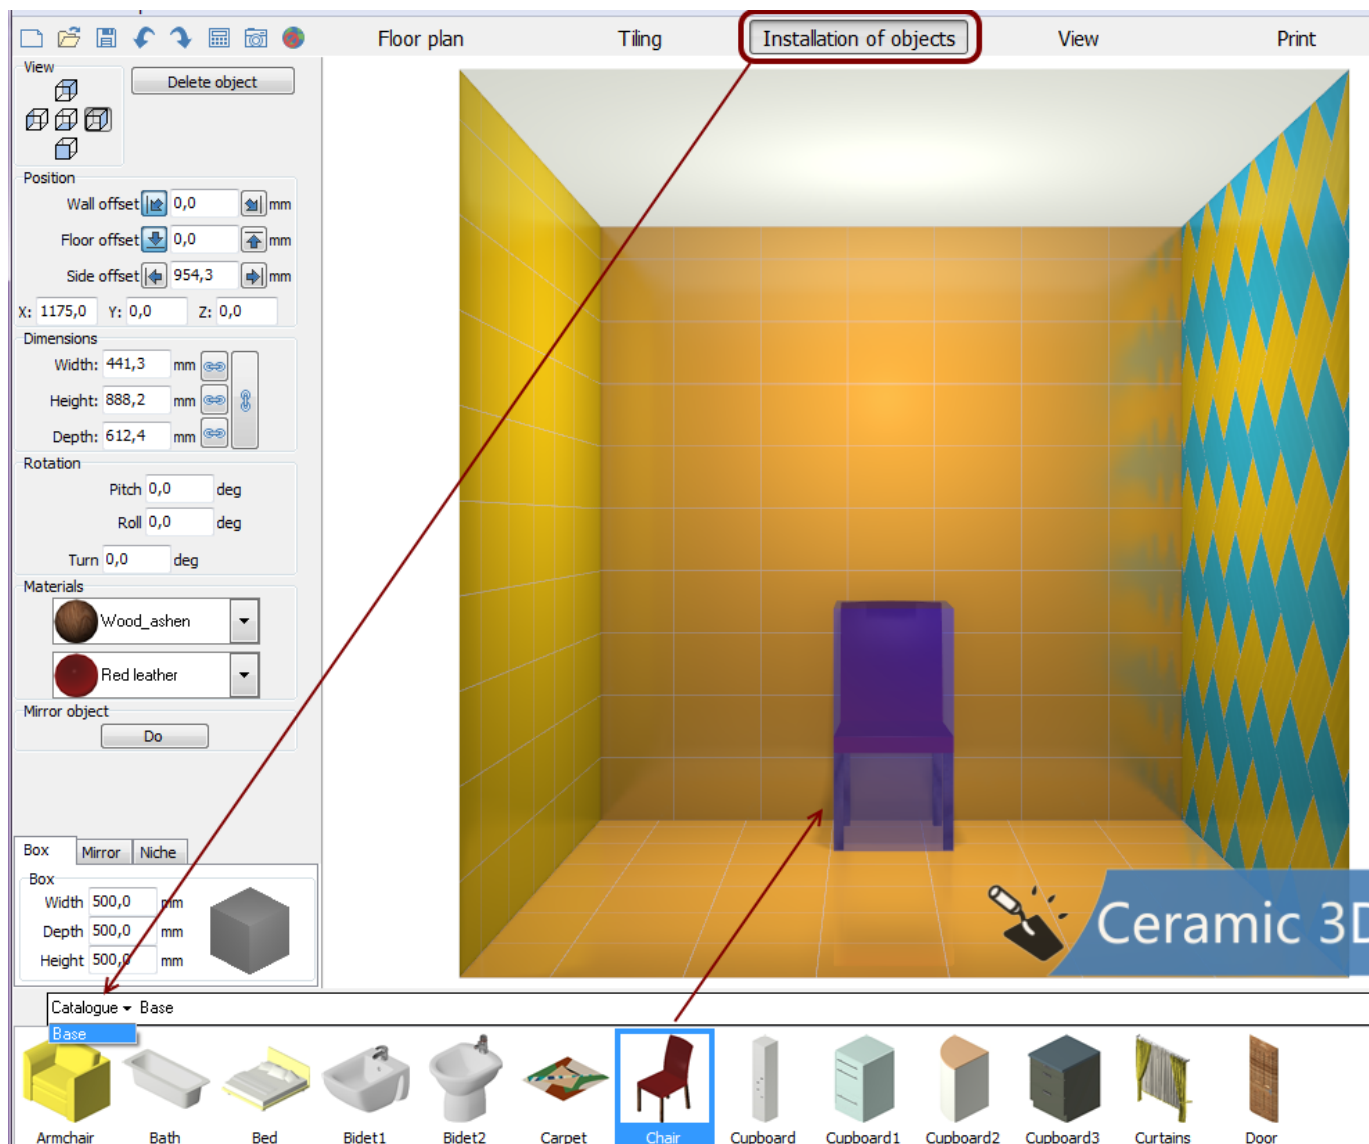 Floor plan Tiling Installation of objects View Print
View
Delete object
Position
Wall offset 0,0 mm
Floor offset 0,0 mm
Side offset 954,3 mm
X: 1175,0 Y: 0,0 Z: 0,0
Dimensions
Width: 441,3 mm
Height: 888,2 mm
Depth: 612,4 mm
Rotation
Pitch 0,0 deg
Roll 0,0 deg
Turn 0,0 deg
Materials
Wood_ashen
Red leather
Mirror object
Do
Box Mirror Niche
Box
Width 500,0 mm
Depth 500,0 mm
Height 500,0 mm
Ceramic 3D
Catalogue Base
Base
Armchair Bath Bed Bidet1 Bidet2 Carpet Chair Cupboard Cupboard1 Cupboard2 Cupboard3 Curtains Door